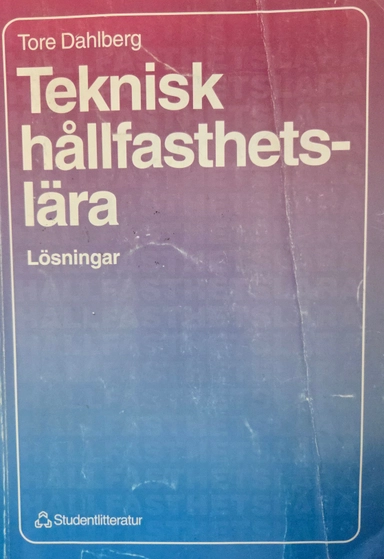 Tore Dahlberg
Teknisk
hållfasthets-
lära
Lösningar
Studentlitteratur